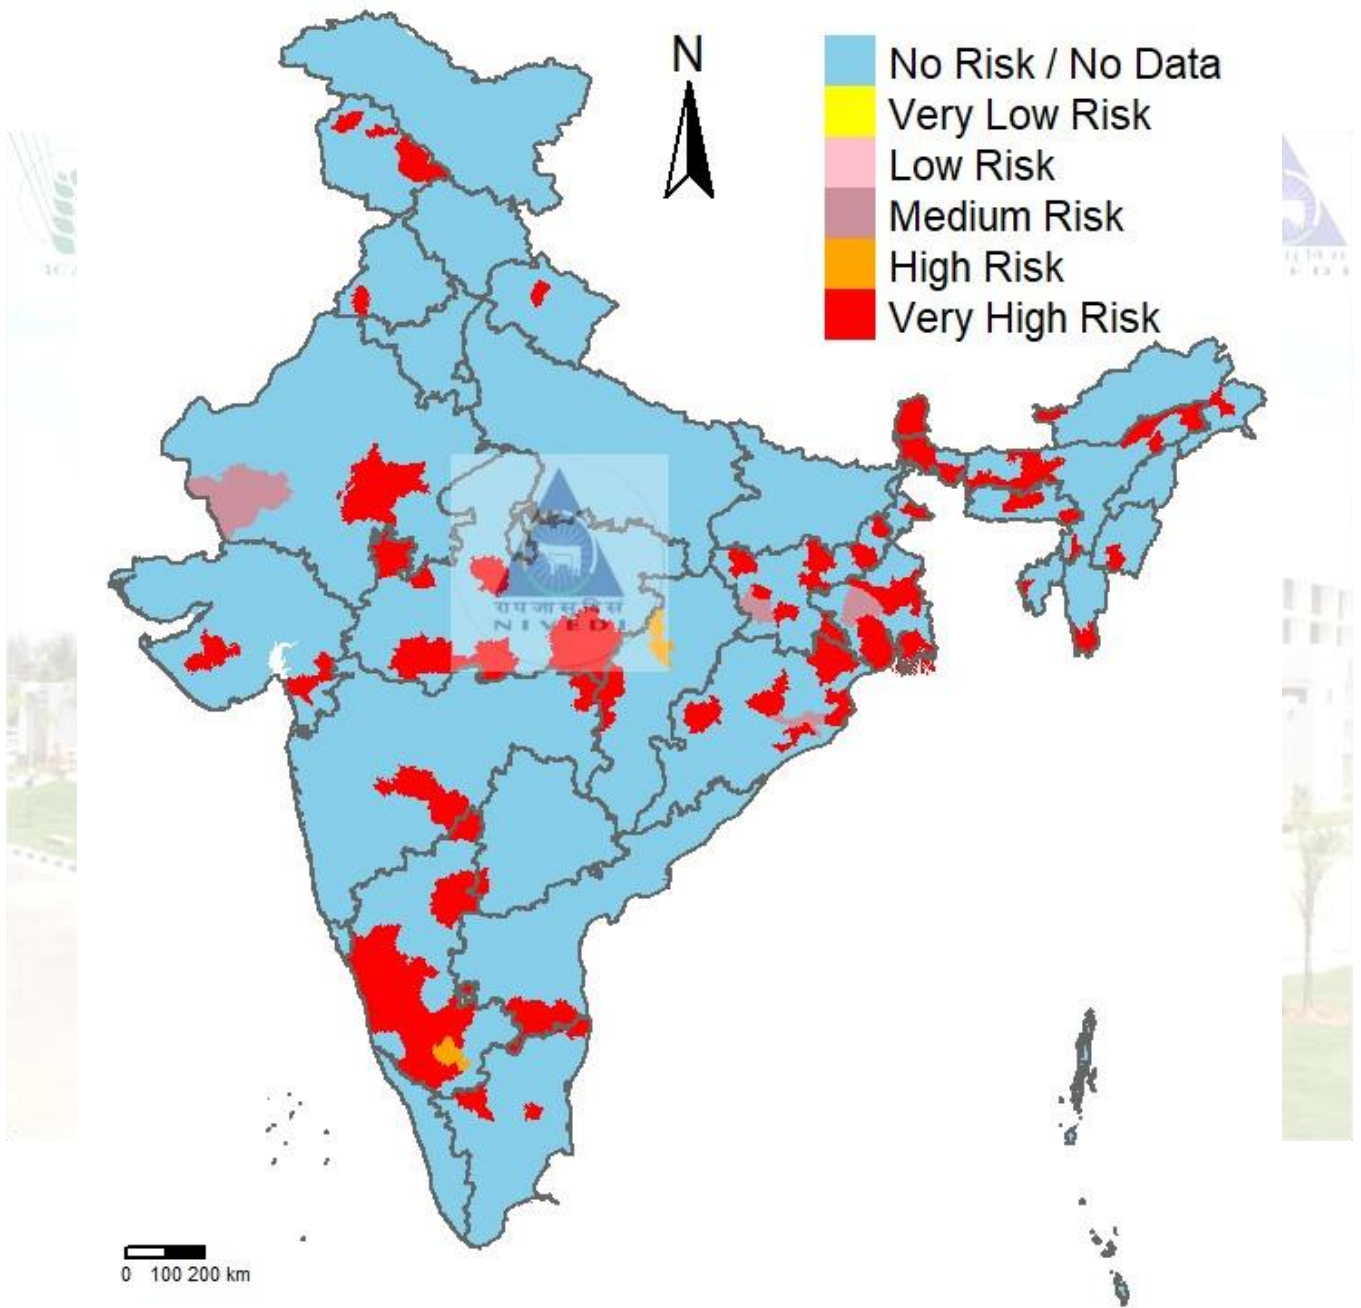 N
No Risk / No Data
Very Low Risk
Low Risk
Medium Risk
High Risk
Very High Risk
NIVEDI
0 100 200 km